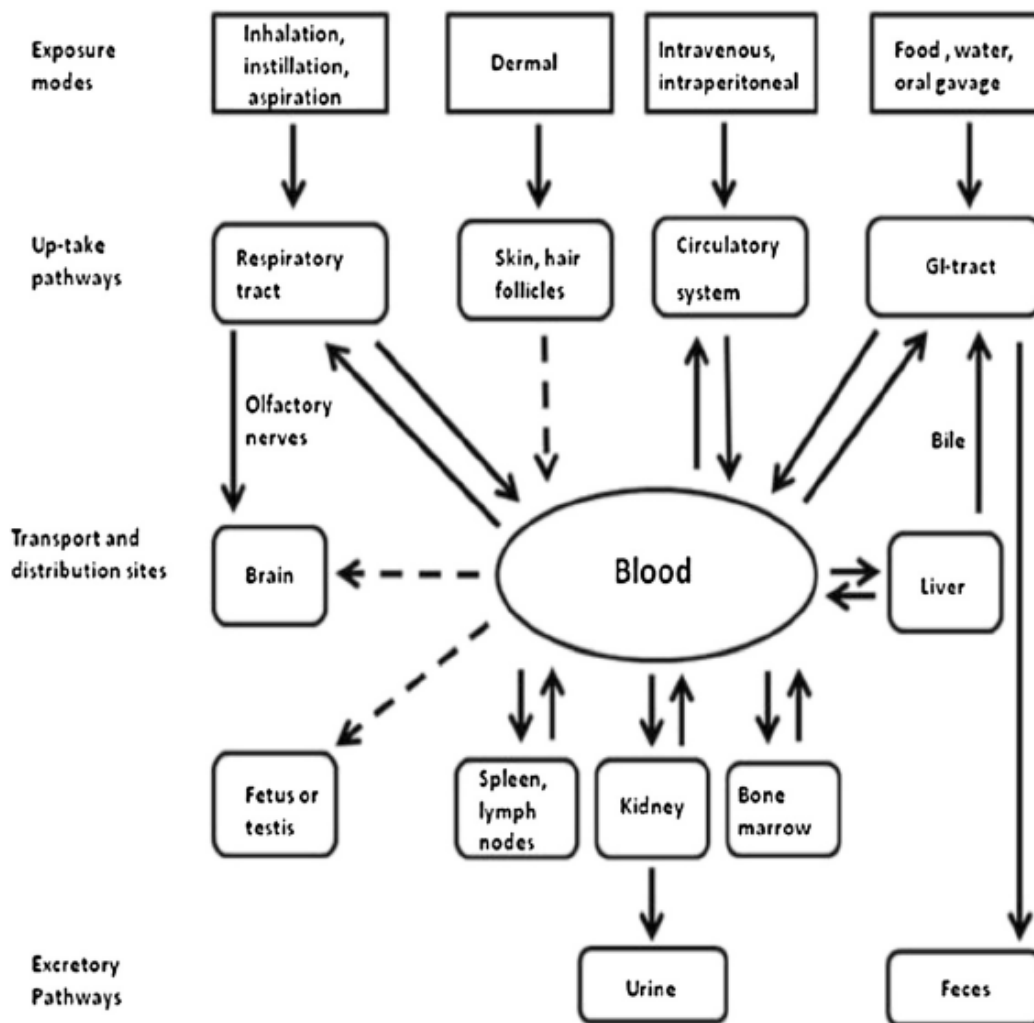 Exposure
modes
Inhalation,
instillation,
aspiration
Dermal
Intravenous,
intraperitoneal
Food , water,
oral gavage
Up-take
pathways
Respiratory
tract
Skin, hair
follicles
Circulatory
system
GI-tract
Olfactory
nerves
Bile
Transport and
distribution sites
Brain
Blood
Liver
Fetus or
testis
Spleen,
lymph
nodes
Kidney
Bone
marrow
Excretory
Pathways
Urine
Feces